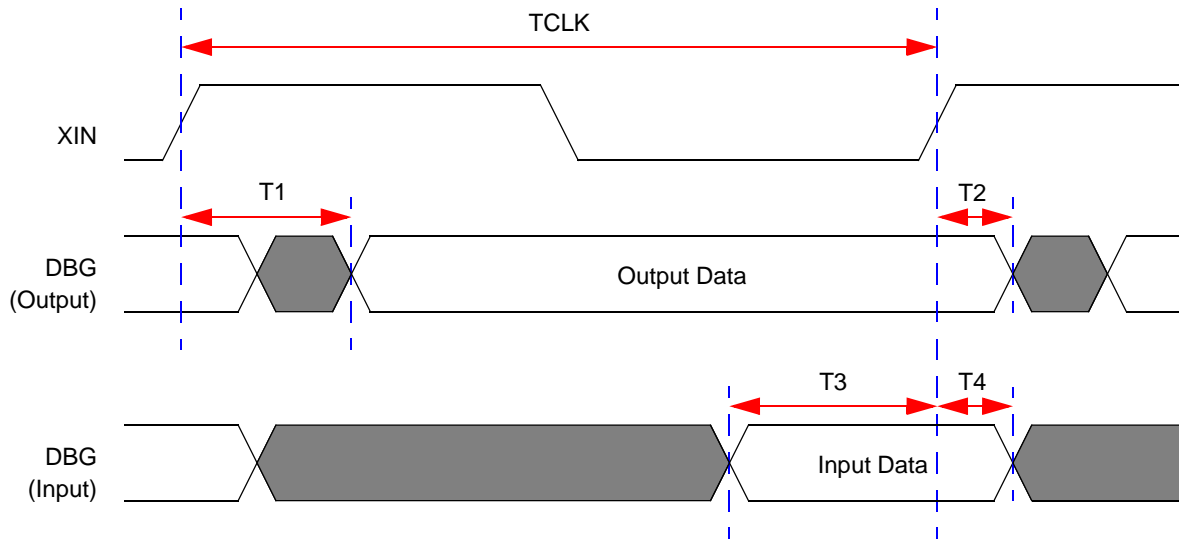 TCLK
XIN
T1
T2
DBG
(Output)
Output Data
T3
T4
DBG
(Input)
Input Data